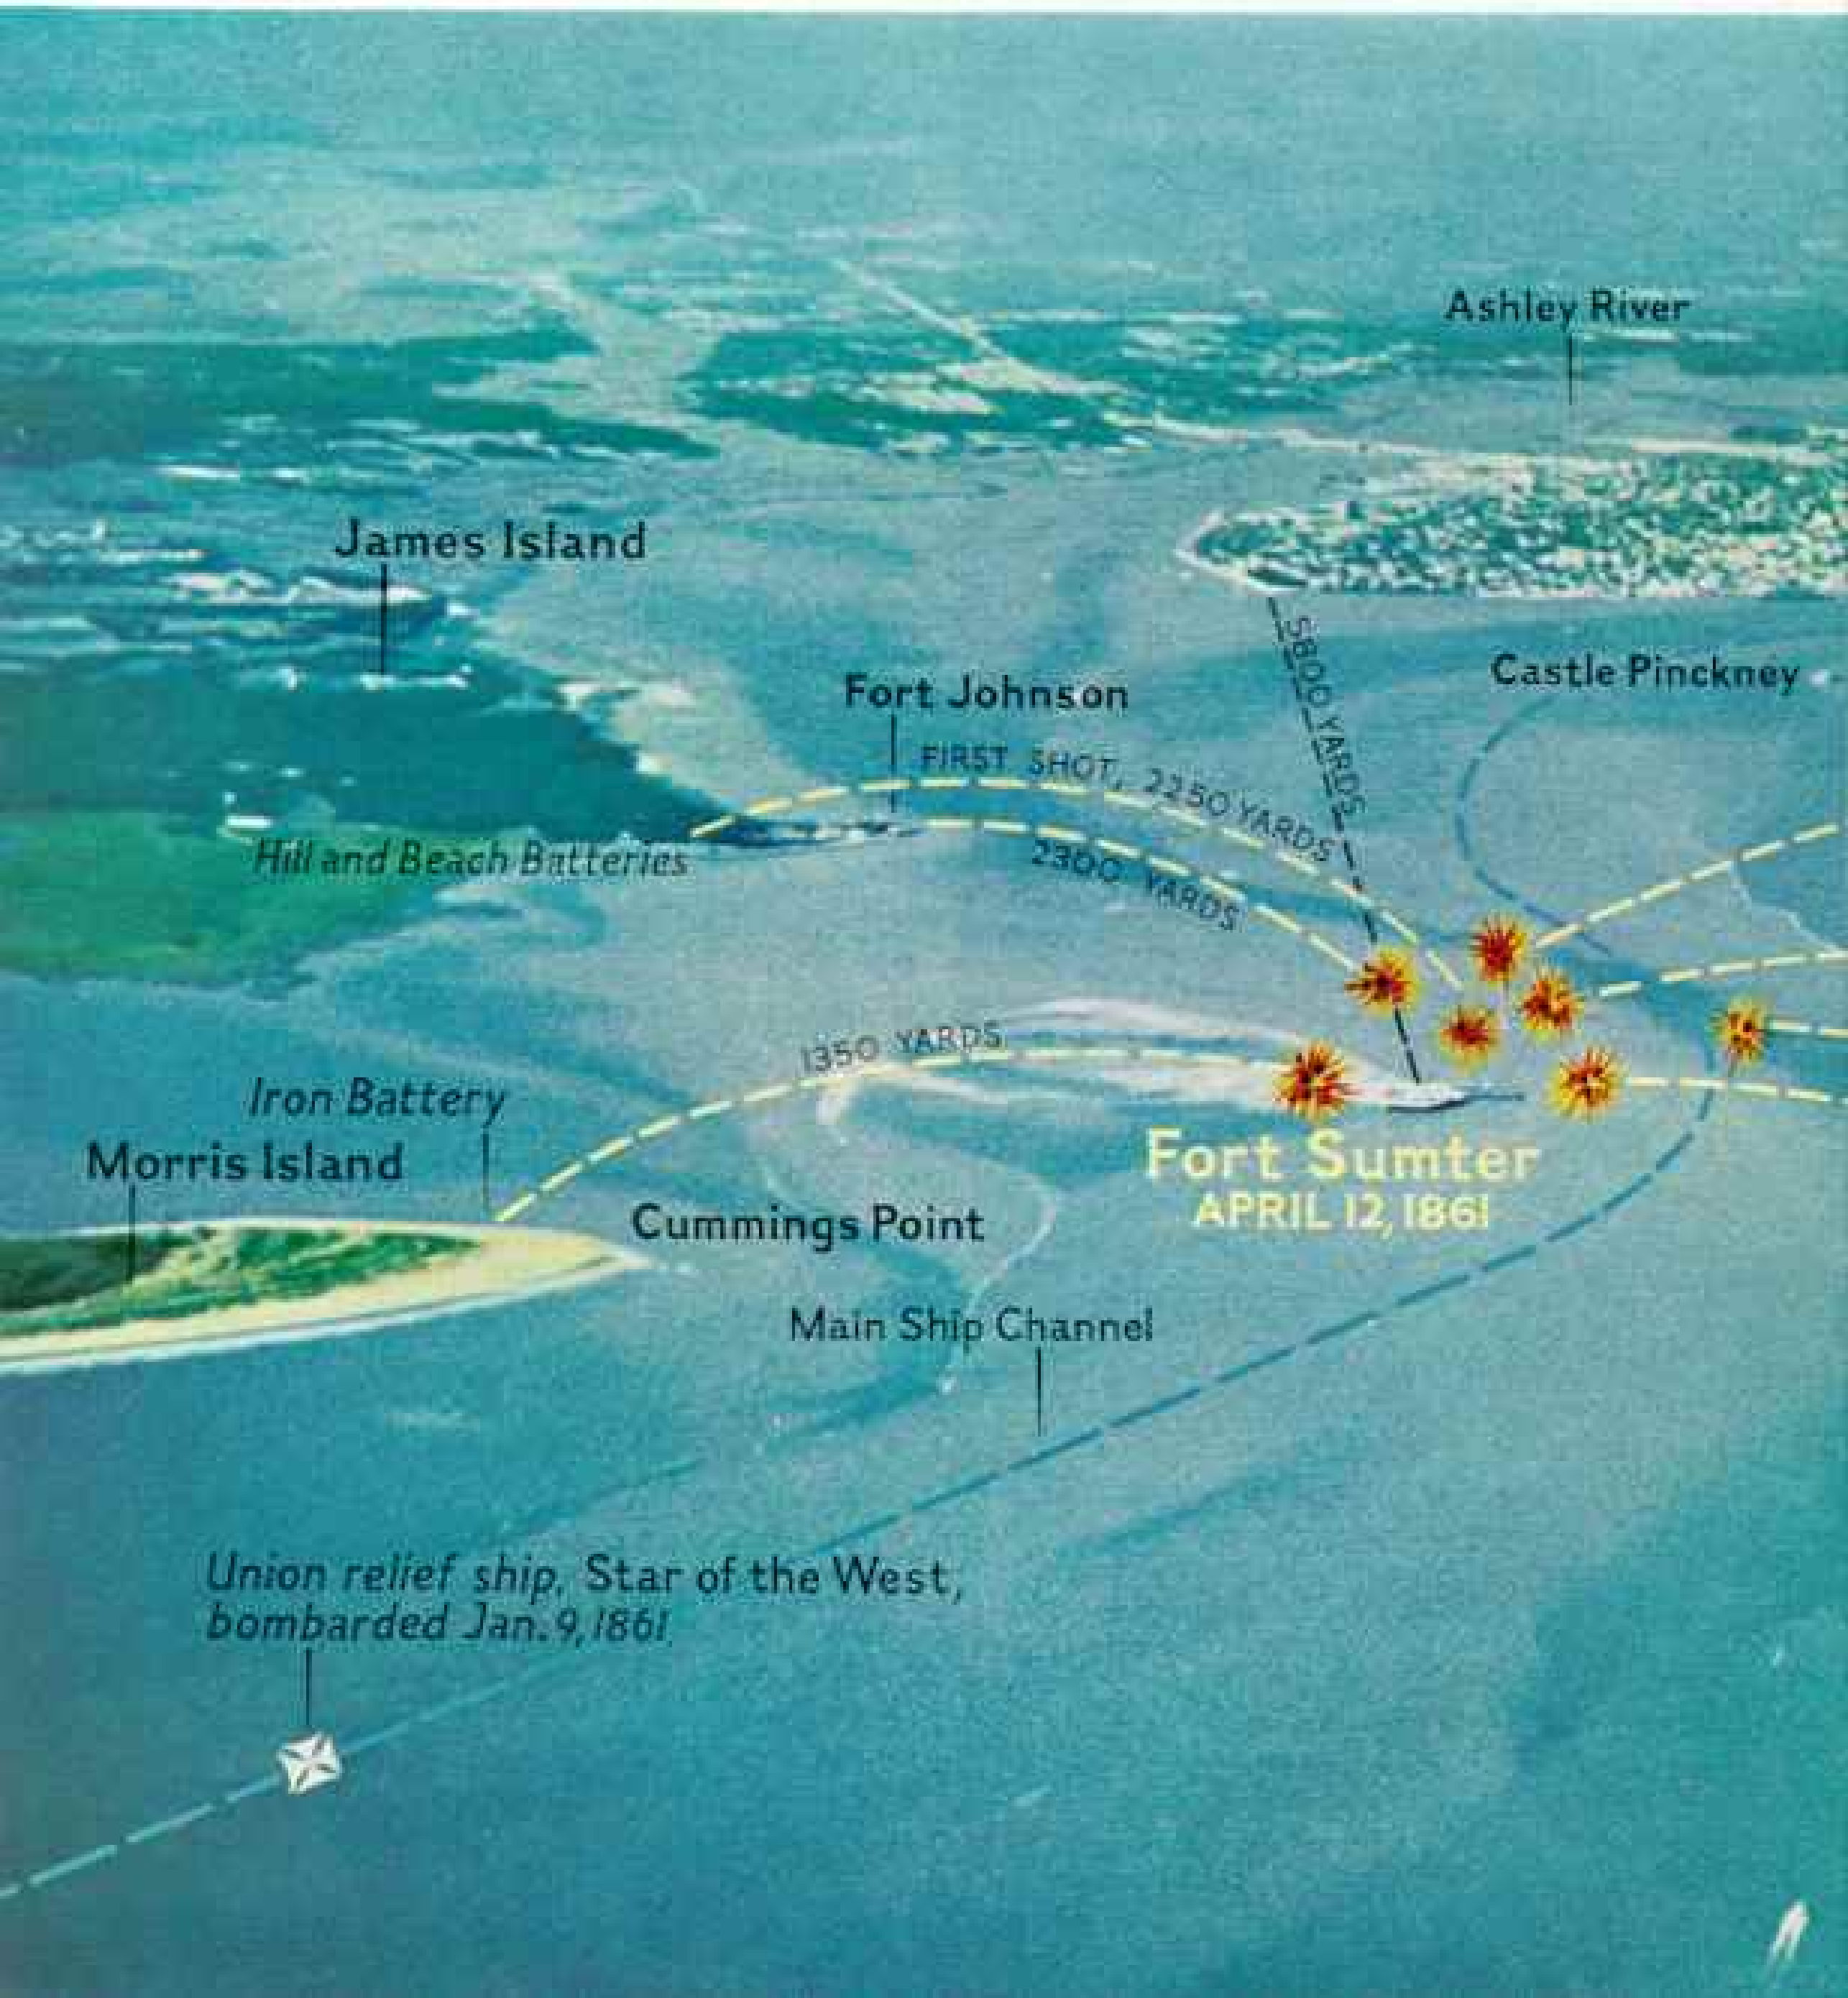 Ashley River
James Island
5800 YARDS
Castle Pinckney
Fort Johnson
FIRST SHOT, 2250 YARDS
Hill and Beach Batteries
2300 YARDS
1350 YARDS
Iron Battery
Morris Island
Fort Sumter
APRIL 12, 1861
Cummings Point
Main Ship Channel
Union relief ship, Star of the West,
bombarded Jan. 9, 1861